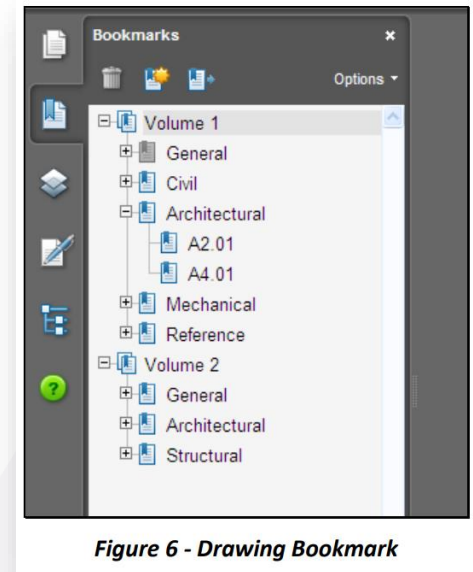 Bookmarks
Options
Volume 1
General
Civil
Architectural
A2.01
A4.01
Mechanical
Reference
Volume 2
General
Architectural
Structural
?
Figure 6 - Drawing Bookmark